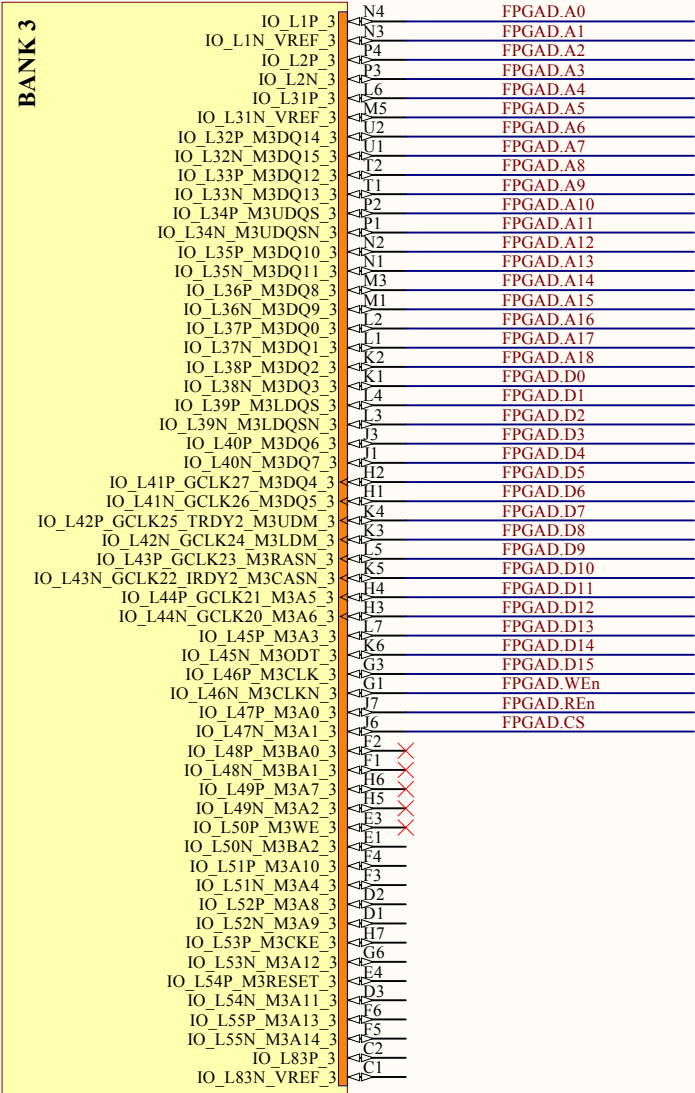 BANK 3
IO_L1P_3 N4 FPGAD.A0
IO_L1N_VREF_3 N3 FPGAD.A1
IO_L2P_3 P4 FPGAD.A2
IO_L2N_3 P3 FPGAD.A3
IO_L31P_3 L6 FPGAD.A4
IO_L31N_VREF_3 M5 FPGAD.A5
IO_L32P_M3DQ14_3 U2 FPGAD.A6
IO_L32N_M3DQ15_3 U1 FPGAD.A7
IO_L33P_M3DQ12_3 T2 FPGAD.A8
IO_L33N_M3DQ13_3 T1 FPGAD.A9
IO_L34P_M3UDQS_3 P2 FPGAD.A10
IO_L34N_M3UDQSN_3 P1 FPGAD.A11
IO_L35P_M3DQ10_3 N2 FPGAD.A12
IO_L35N_M3DQ11_3 N1 FPGAD.A13
IO_L36P_M3DQ8_3 M3 FPGAD.A14
IO_L36N_M3DQ9_3 M1 FPGAD.A15
IO_L37P_M3DQ0_3 L2 FPGAD.A16
IO_L37N_M3DQ1_3 L1 FPGAD.A17
IO_L38P_M3DQ2_3 K2 FPGAD.A18
IO_L38N_M3DQ3_3 K1 FPGAD.D0
IO_L39P_M3LDQS_3 L4 FPGAD.D1
IO_L39N_M3LDQSN_3 L3 FPGAD.D2
IO_L40P_M3DQ6_3 J3 FPGAD.D3
IO_L40N_M3DQ7_3 J1 FPGAD.D4
IO_L41P_GCLK27_M3DQ4_3 H2 FPGAD.D5
IO_L41N_GCLK26_M3DQ5_3 H1 FPGAD.D6
IO_L42P_GCLK25_TRDY2_M3UDM_3 K4 FPGAD.D7
IO_L42N_GCLK24_M3LDM_3 K3 FPGAD.D8
IO_L43P_GCLK23_M3RASN_3 L5 FPGAD.D9
IO_L43N_GCLK22_IRDY2_M3CASN_3 K5 FPGAD.D10
IO_L44P_GCLK21_M3A5_3 H4 FPGAD.D11
IO_L44N_GCLK20_M3A6_3 H3 FPGAD.D12
IO_L45P_M3A3_3 L7 FPGAD.D13
IO_L45N_M3ODT_3 K6 FPGAD.D14
IO_L46P_M3CLK_3 G3 FPGAD.D15
IO_L46N_M3CLKN_3 G1 FPGAD.WEn
IO_L47P_M3A0_3 J7 FPGAD.REn
IO_L47N_M3A1_3 J6 FPGAD.CS
IO_L48P_M3BA0_3 F2
IO_L48N_M3BA1_3 F1
IO_L49P_M3A7_3 H6
IO_L49N_M3A2_3 H5
IO_L50P_M3WE_3 E3
IO_L50N_M3BA2_3 E1
IO_L51P_M3A10_3 F4
IO_L51N_M3A4_3 F3
IO_L52P_M3A8_3 D2
IO_L52N_M3A9_3 D1
IO_L53P_M3CKE_3 H7
IO_L53N_M3A12_3 G6
IO_L54P_M3RESET_3 E4
IO_L54N_M3A11_3 D3
IO_L55P_M3A13_3 F6
IO_L55N_M3A14_3 F5
IO_L83P_3 C2
IO_L83N_VREF_3 C1